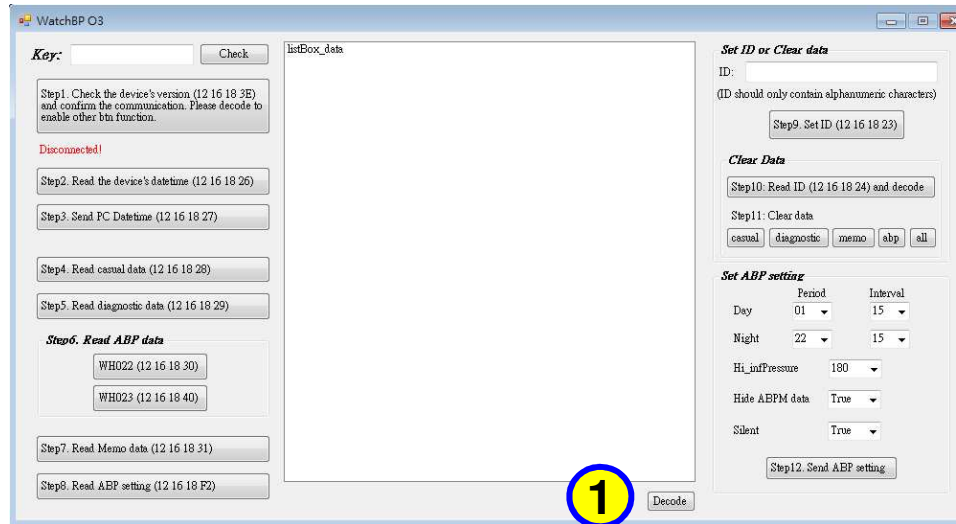 WatchBP O3
Key:
Check
Step1. Check the device's version (12 16 18 3E)
and confirm the communication. Please decode to
enable other btn function.
Disconnected!
Step2. Read the device's datetime (12 16 18 26)
Step3. Send PC Datetime (12 16 18 27)
Step4. Read casual data (12 16 18 28)
Step5. Read diagnostic data (12 16 18 29)
Step6. Read ABP data
WH022 (12 16 18 30)
WH023 (12 16 18 40)
Step7. Read Memo data (12 16 18 31)
Step8. Read ABP setting (12 16 18 F2)
listBox_data
1
Decode
Set ID or Clear data
ID:
(ID should only contain alphanumeric characters)
Step9. Set ID (12 16 18 23)
Clear Data
Step10: Read ID (12 16 18 24) and decode
Step11: Clear data
casual diagnostic memo abp all
Set ABP setting
Period Interval
Day 01 15
Night 22 15
Hi_infPressure 180
Hide ABPM data True
Silent True
Step12. Send ABP setting